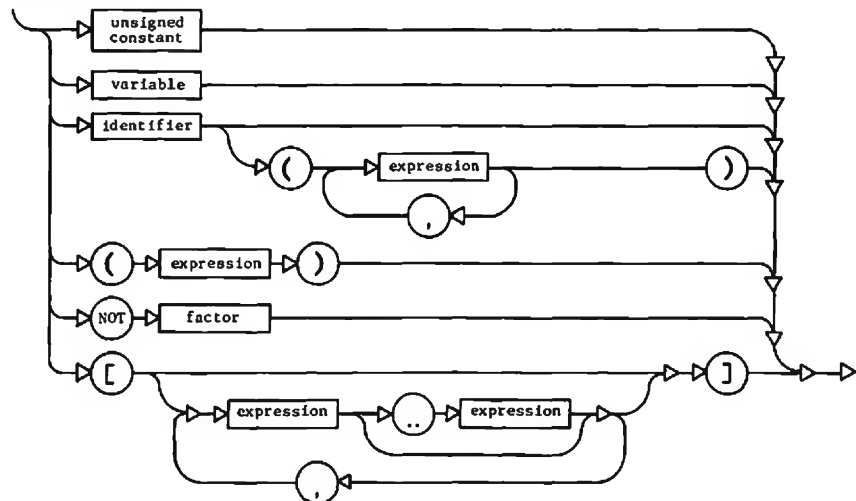 unsigned
constant
variable
identifier
( expression )
,
( expression )
NOT factor
[ ]
expression .. expression
,